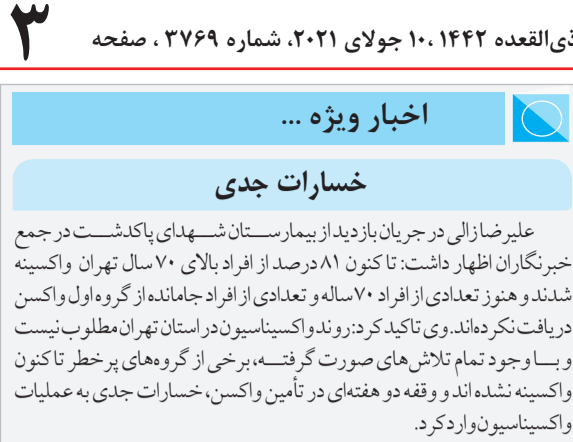 ذی‌القعده ۱۴۴۲ ،۱۰ جولای ۲۰۲۱، شماره ۳۷۶۹ ، صفحه ۳
اخبار ویژه ...
خسارات جدی
علیرضا زالی در جریان بازدید از بیمارستان شهدای پاکدشت در جمع
خبرنگاران اظهار داشت: تا کنون ۸۱ درصد از افراد بالای ۷۰ سال تهران واکسینه
شدند و هنوز تعدادی از افراد ۷۰ ساله و تعدادی از افراد جامانده از گروه اول واکسن
دریافت نکرده‌اند. وی تاکید کرد: روند واکسیناسیون در استان تهران مطلوب نیست
و با وجود تمام تلاش‌های صورت گرفته، برخی از گروه‌های پرخطر تا کنون
واکسینه نشده اند و وقفه دو هفته‌ای در تأمین واکسن، خسارات جدی به عملیات
واکسیناسیون وارد کرد.